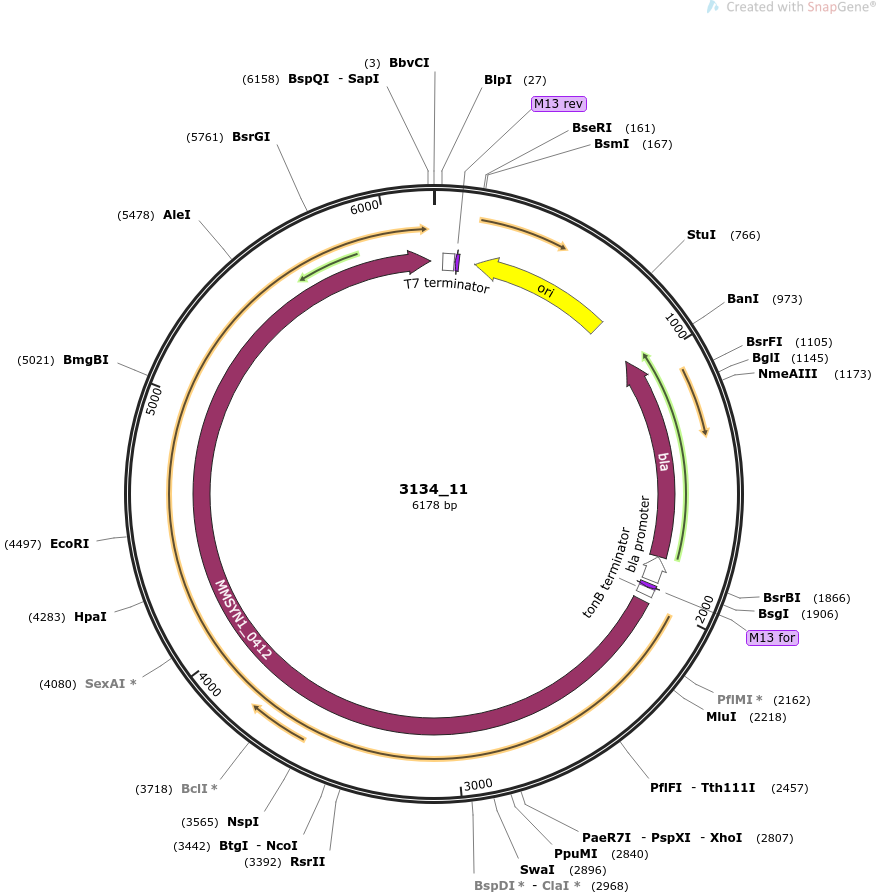 Created with SnapGene®
(3) BbvCI
(6158) BspQI - SapI
BlpI (27)
M13 rev
(5761) BsrGI
BseRI (161)
BsmI (167)
6000
(5478) AleI
StuI (766)
T7 terminator
ori
BanI (973)
1000
BsrFI (1105)
(5021) BmgBI
BglI (1145)
NmeAIII (1173)
5000
bla
3134_11
6178 bp
bla promoter
tonB terminator
(4497) EcoRI
MMSYN1_0412
BsrBI (1866)
2000
BsgI (1906)
(4283) HpaI
M13 for
(4080) SexAI *
4000
PflMI * (2162)
MluI (2218)
(3718) BclI *
3000
PflFI - Tth111I (2457)
(3565) NspI
PaeR7I - PspXI - XhoI (2807)
(3442) BtgI - NcoI
PpuMI (2840)
(3392) RsrII
SwaI (2896)
BspDI * - ClaI * (2968)